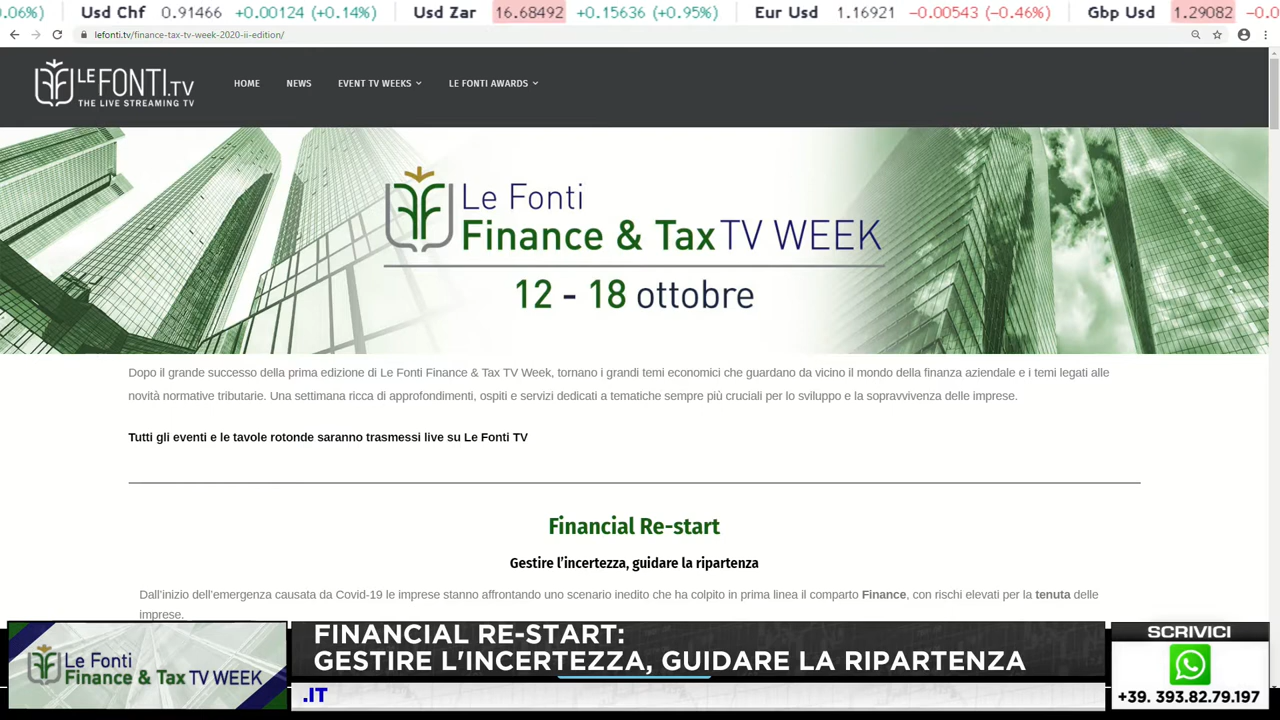 0.06%)
Usd Chf 0.91466 +0.00124 (+0.14%)
Usd Zar 16.68492 +0.15636 (+0.95%)
Eur Usd 1.16921 −0.00543 (−0.46%)
Gbp Usd 1.29082 −0.0
lefonti.tv/finance-tax-tv-week-2020-ii-edition/
LE FONTI.TV
THE LIVE STREAMING TV
HOME NEWS EVENT TV WEEKS LE FONTI AWARDS
Le Fonti
Finance & Tax TV WEEK
12 - 18 ottobre
Dopo il grande successo della prima edizione di Le Fonti Finance & Tax TV Week, tornano i grandi temi economici che guardano da vicino il mondo della finanza aziendale e i temi legati alle
novità normative tributarie. Una settimana ricca di approfondimenti, ospiti e servizi dedicati a tematiche sempre più cruciali per lo sviluppo e la sopravvivenza delle imprese.
Tutti gli eventi e le tavole rotonde saranno trasmessi live su Le Fonti TV
Financial Re-start
Gestire l'incertezza, guidare la ripartenza
Dall'inizio dell'emergenza causata da Covid-19 le imprese stanno affrontando uno scenario inedito che ha colpito in prima linea il comparto Finance, con rischi elevati per la tenuta delle
imprese.
Le Fonti
Finance & Tax TV WEEK
FINANCIAL RE-START:
GESTIRE L'INCERTEZZA, GUIDARE LA RIPARTENZA
.IT
SCRIVICI
+39. 393.82.79.197